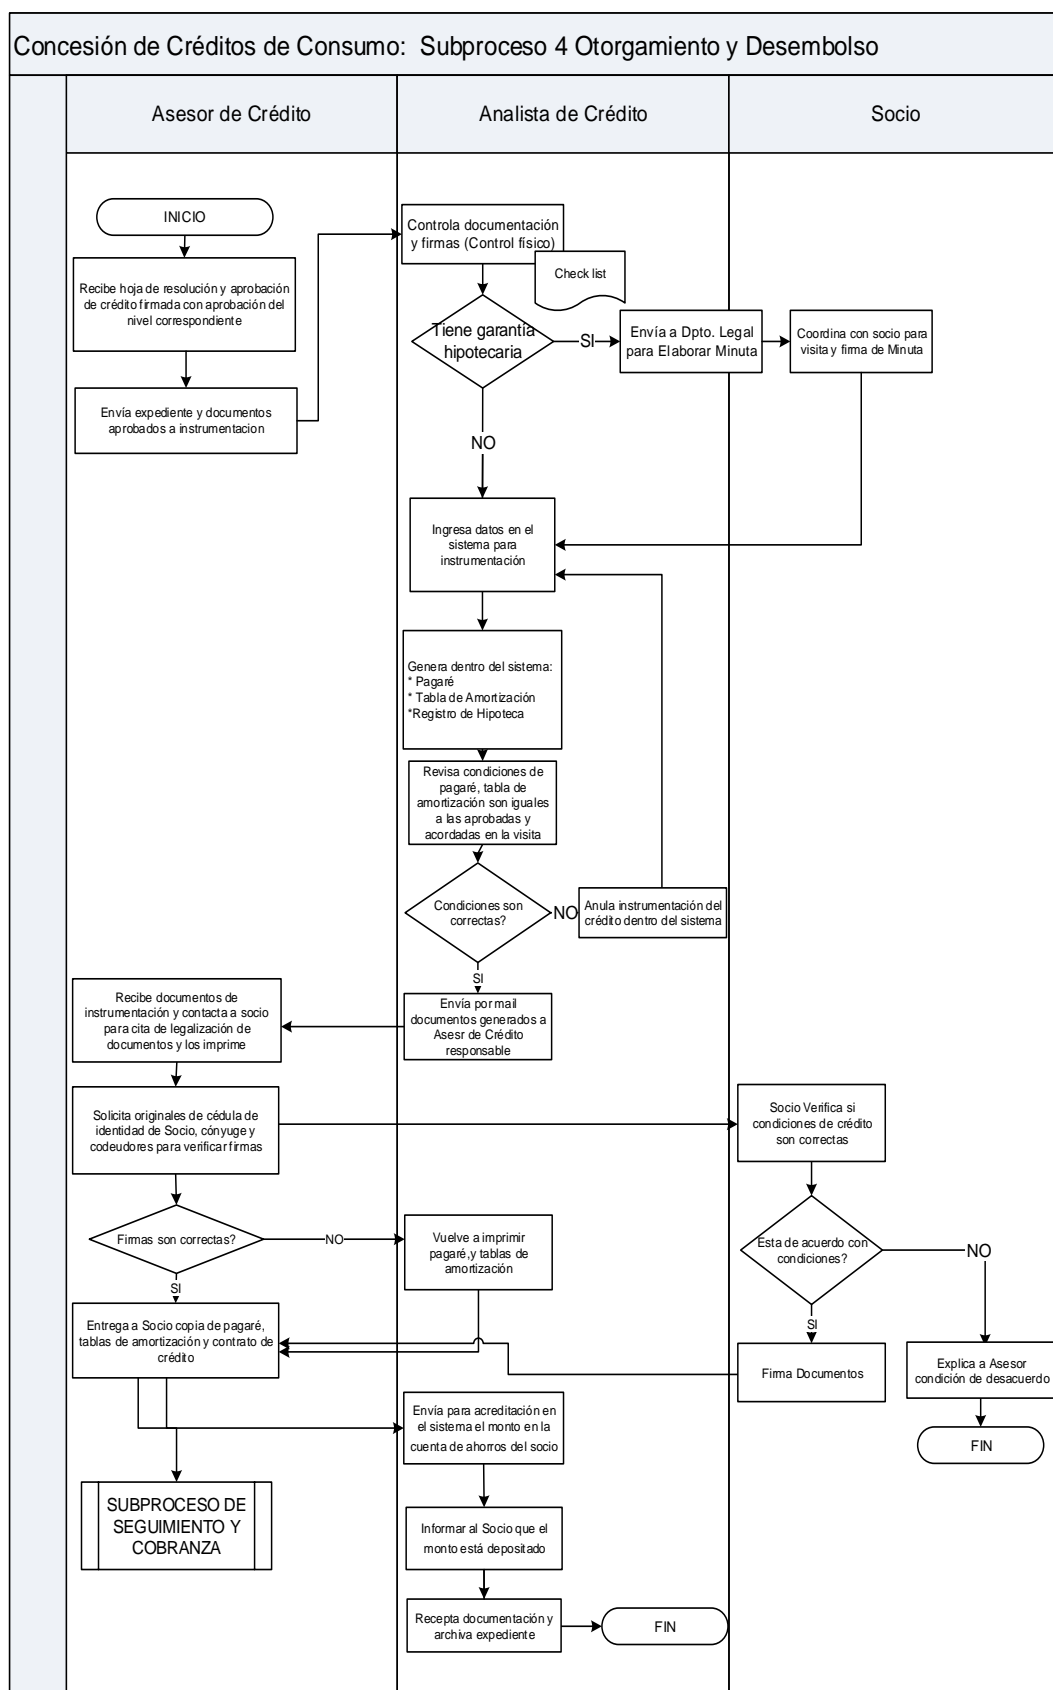 Concesión de Créditos de Consumo:  Subproceso 4 Otorgamiento y Desembolso
Asesor de Crédito
Analista de Crédito
Socio
INICIO
Recibe hoja de resolución y aprobación
de crédito firmada con aprobación del
nivel correspondiente
Envía expediente y documentos
aprobados a instrumentacion
Controla documentación
y firmas (Control físico)
Check list
Tiene garantía
hipotecaria
SI
Envía a Dpto. Legal
para Elaborar Minuta
Coordina con socio para
visita y firma de Minuta
NO
Ingresa datos en el
sistema para
instrumentación
Genera dentro del sistema:
* Pagaré
* Tabla de Amortización
*Registro de Hipoteca
Revisa condiciones de
pagaré, tabla de
amortización son iguales
a las aprobadas y
acordadas en la visita
Condiciones son
correctas?
NO
Anula instrumentación del
crédito dentro del sistema
SI
Envía por mail
documentos generados a
Asesr de Crédito
responsable
Recibe documentos de
instrumentación y contacta a socio
para cita de legalización de
documentos y los imprime
Solicita originales de cédula de
identidad de Socio, cónyuge y
codeudores para verificar firmas
Socio Verifica si
condiciones de crédito
son correctas
Firmas son correctas?
NO
Vuelve a imprimir
pagaré,y tablas de
amortización
Esta de acuerdo con
condiciones?
NO
SI
SI
Entrega a Socio copia de pagaré,
tablas de amortización y contrato de
crédito
Firma Documentos
Explica a Asesor
condición de desacuerdo
FIN
Envía para acreditación en
el sistema el monto en la
cuenta de ahorros del socio
SUBPROCESO DE
SEGUIMIENTO Y
COBRANZA
Informar al Socio que el
monto está depositado
Recepta documentación y
archiva expediente
FIN